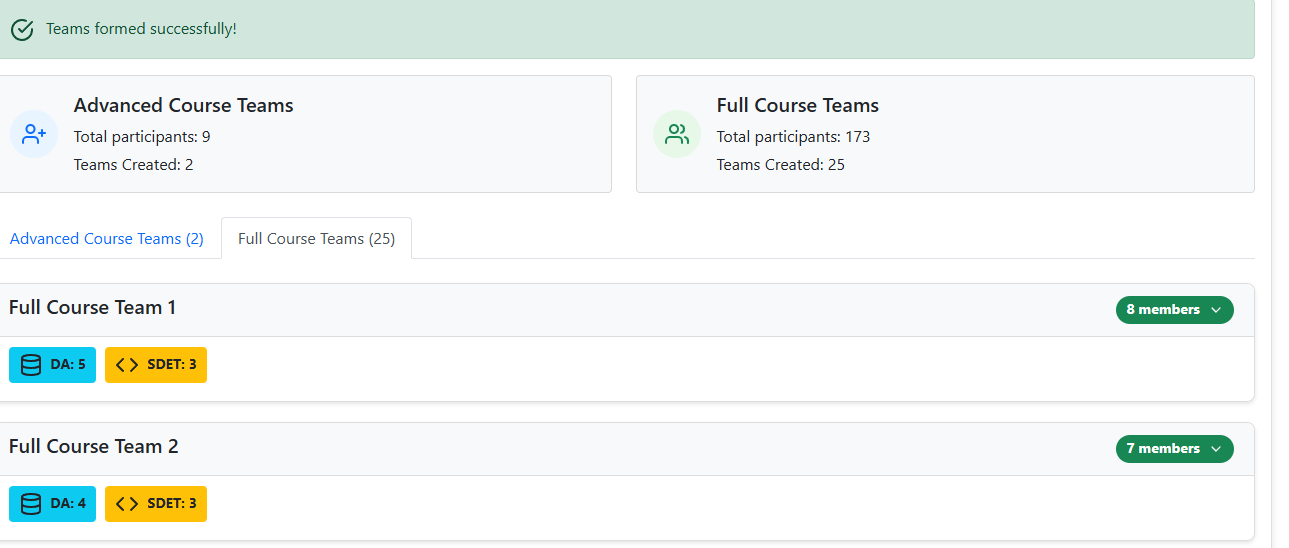 Teams formed successfully!
Advanced Course Teams
Total participants: 9
Teams Created: 2
Full Course Teams
Total participants: 173
Teams Created: 25
Advanced Course Teams (2)
Full Course Teams (25)
Full Course Team 1
8 members
DA: 5
SDET: 3
Full Course Team 2
7 members
DA: 4
SDET: 3